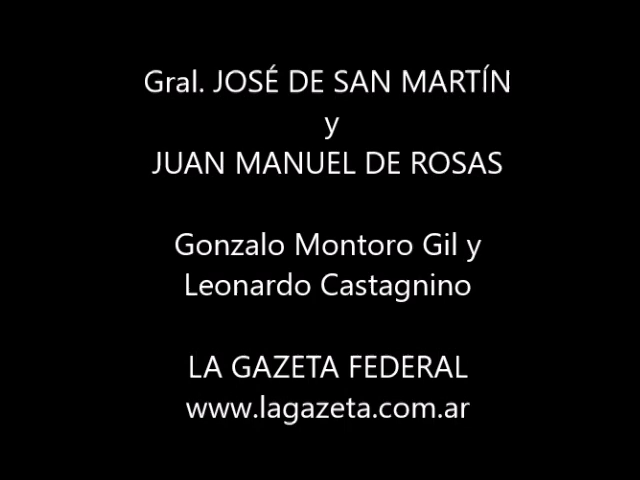 Gral. JOSÉ DE SAN MARTÍN
y
JUAN MANUEL DE ROSAS
Gonzalo Montoro Gil y
Leonardo Castagnino
LA GAZETA FEDERAL
www.lagazeta.com.ar